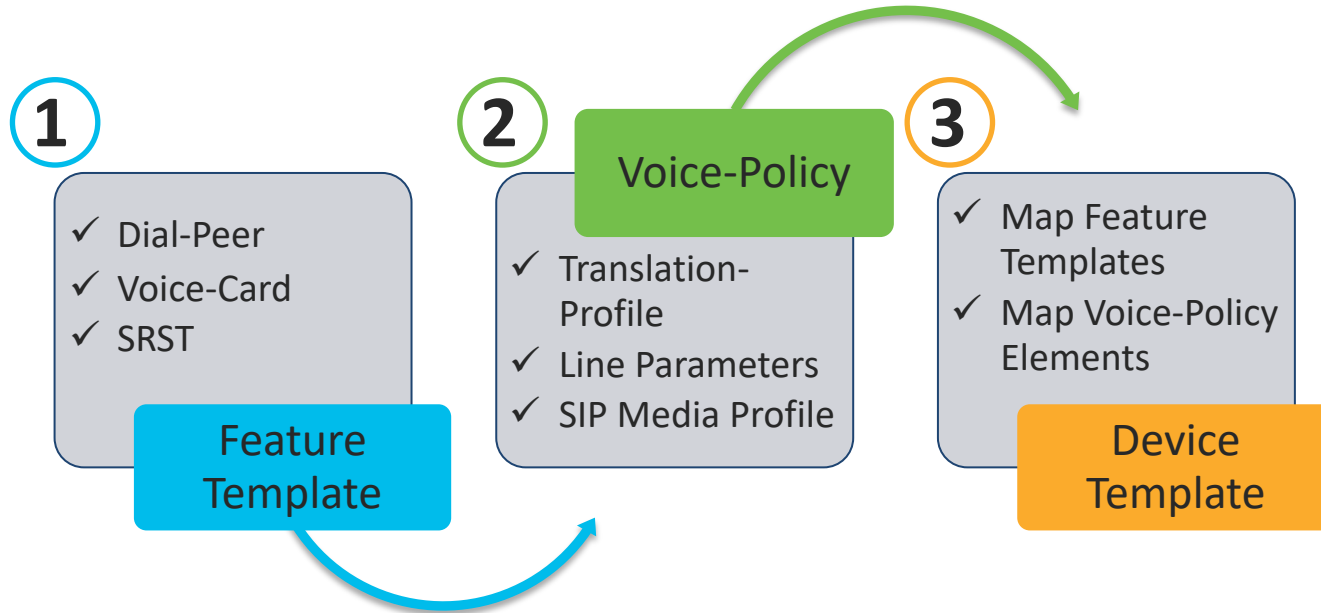 1
✓ Dial-Peer
✓ Voice-Card
✓ SRST
Feature
Template
2
Voice-Policy
✓ Translation-
Profile
✓ Line Parameters
✓ SIP Media Profile
3
✓ Map Feature
Templates
✓ Map Voice-Policy
Elements
Device
Template